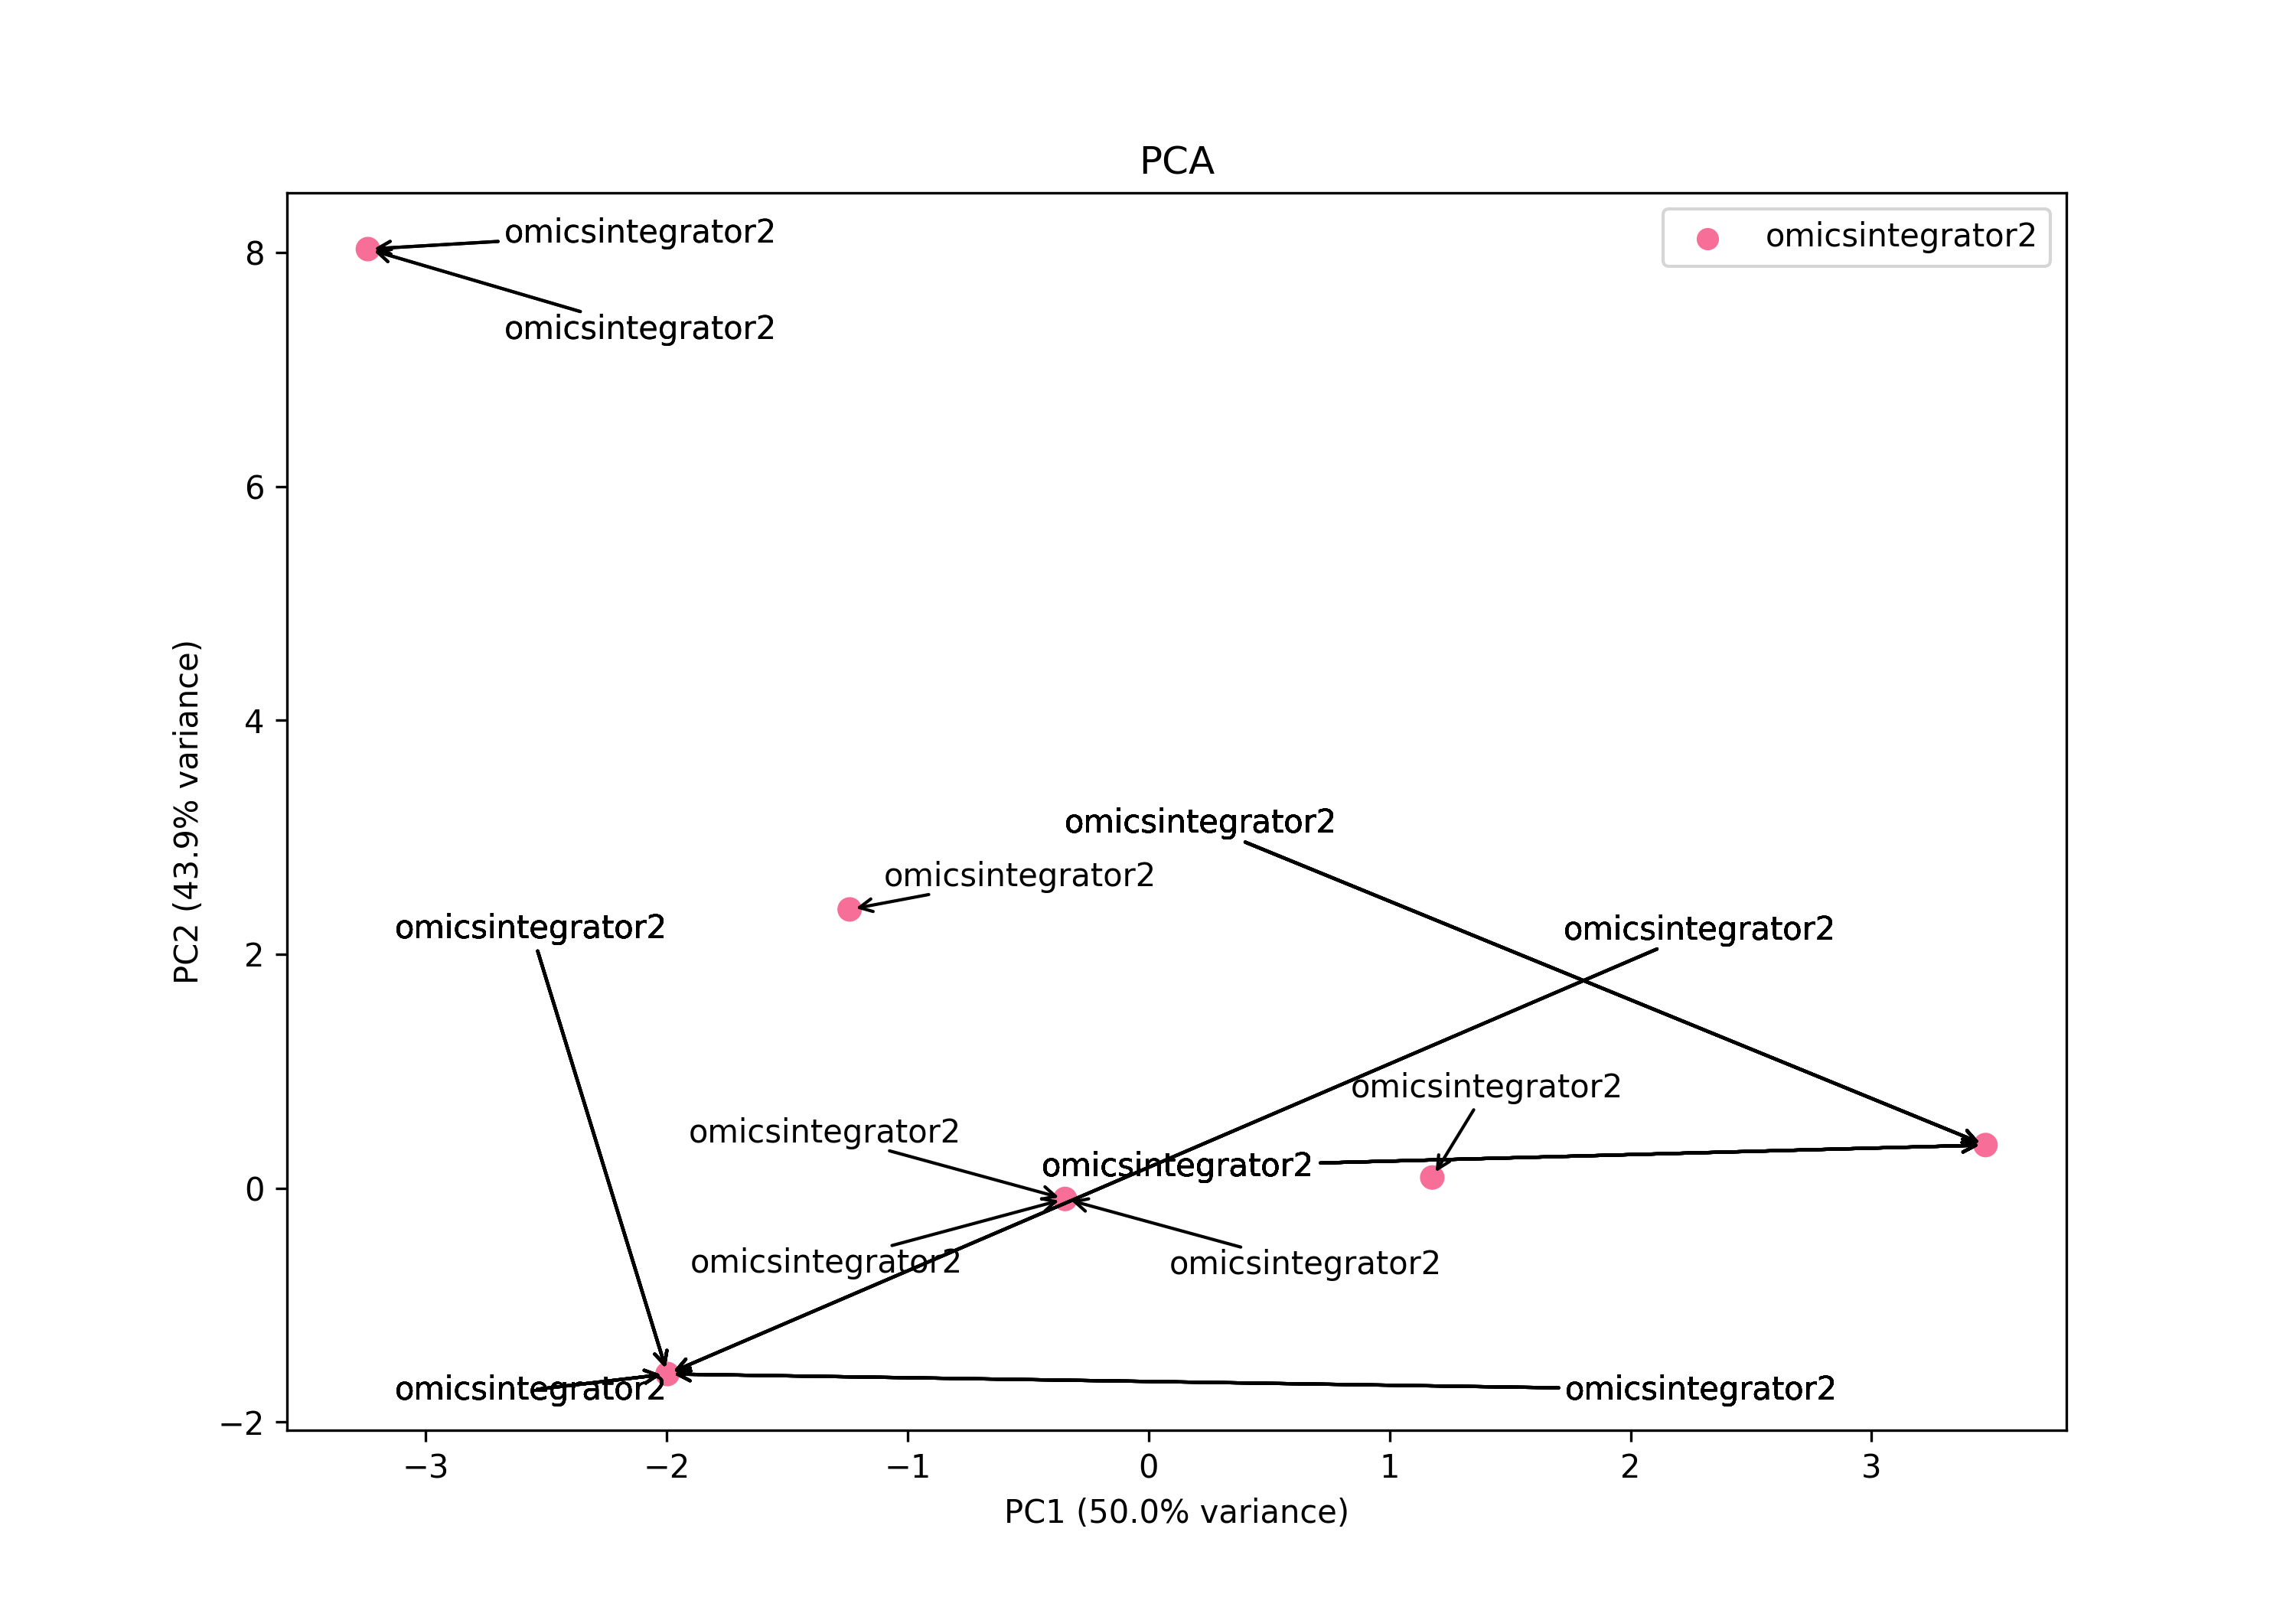 PCA
omicsintegrator2
omicsintegrator2
omicsintegrator2
8
6
4
2
0
−2
PC2 (43.9% variance)
omicsintegrator2
omicsintegrator2
omicsintegrator2
omicsintegrator2
omicsintegrator2
omicsintegrator2
omicsintegrator2
omicsintegrator2
omicsintegrator2
omicsintegrator2
omicsintegrator2
−3
−2
−1
0
1
2
3
PC1 (50.0% variance)